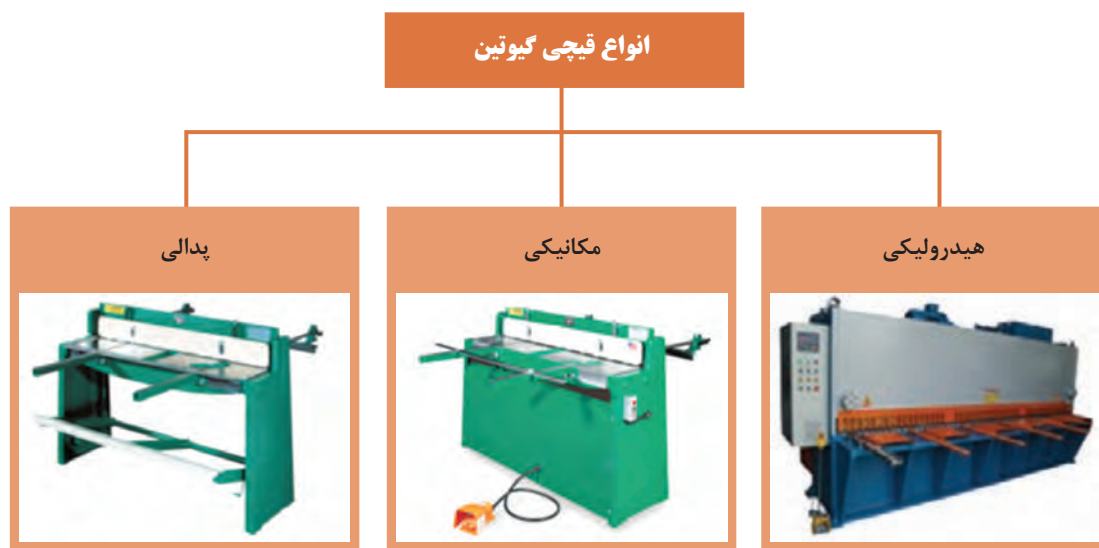 انواع قیچی گیوتین
هیدرولیکی
مکانیکی
پدالی